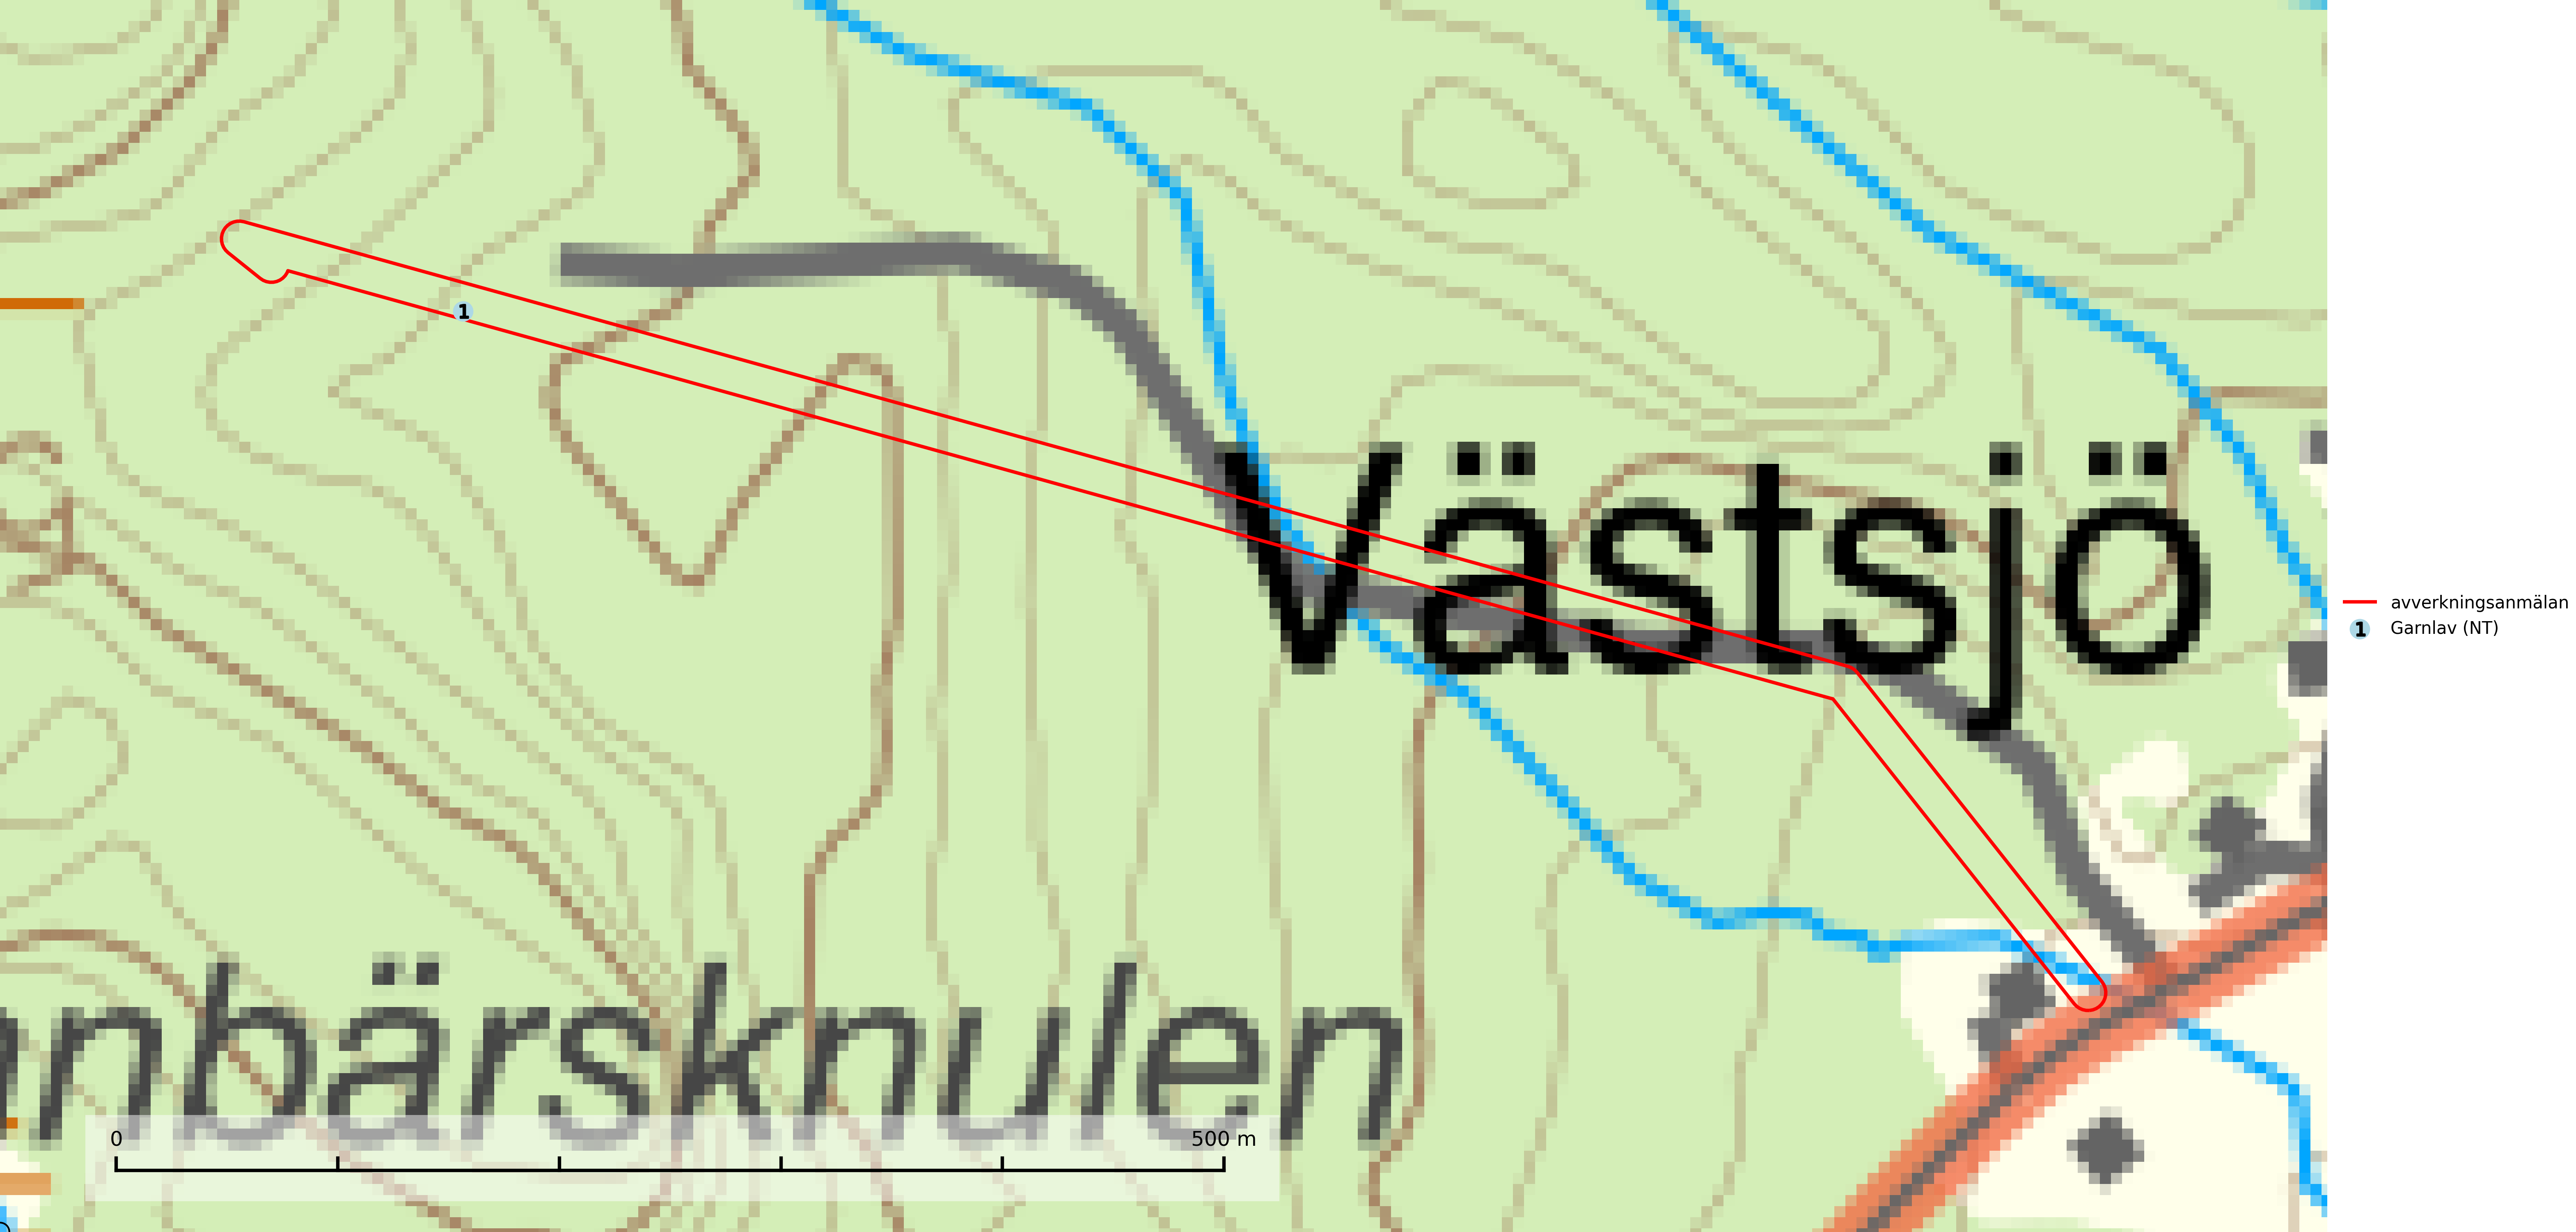 1
Västsjö
nbärsknulen
0 500 m
avverkningsanmälan
1 Garnlav (NT)